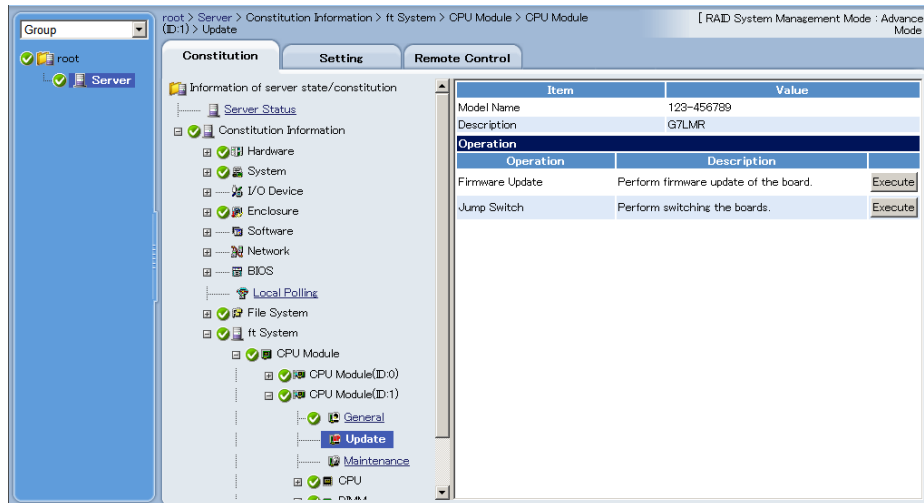 Group
root
Server
root > Server > Constitution Information > ft System > CPU Module > CPU Module
(ID:1) > Update
[ RAID System Management Mode : Advance
Mode
Constitution
Setting
Remote Control
Information of server state/constitution
Server Status
Constitution Information
Hardware
System
I/O Device
Enclosure
Software
Network
BIOS
Local Polling
File System
ft System
CPU Module
CPU Module(ID:0)
CPU Module(ID:1)
General
Update
Maintenance
CPU
DIMM
Item Value
Model Name 123-456789
Description G7LMR
Operation
Operation Description
Firmware Update Perform firmware update of the board. Execute
Jump Switch Perform switching the boards. Execute